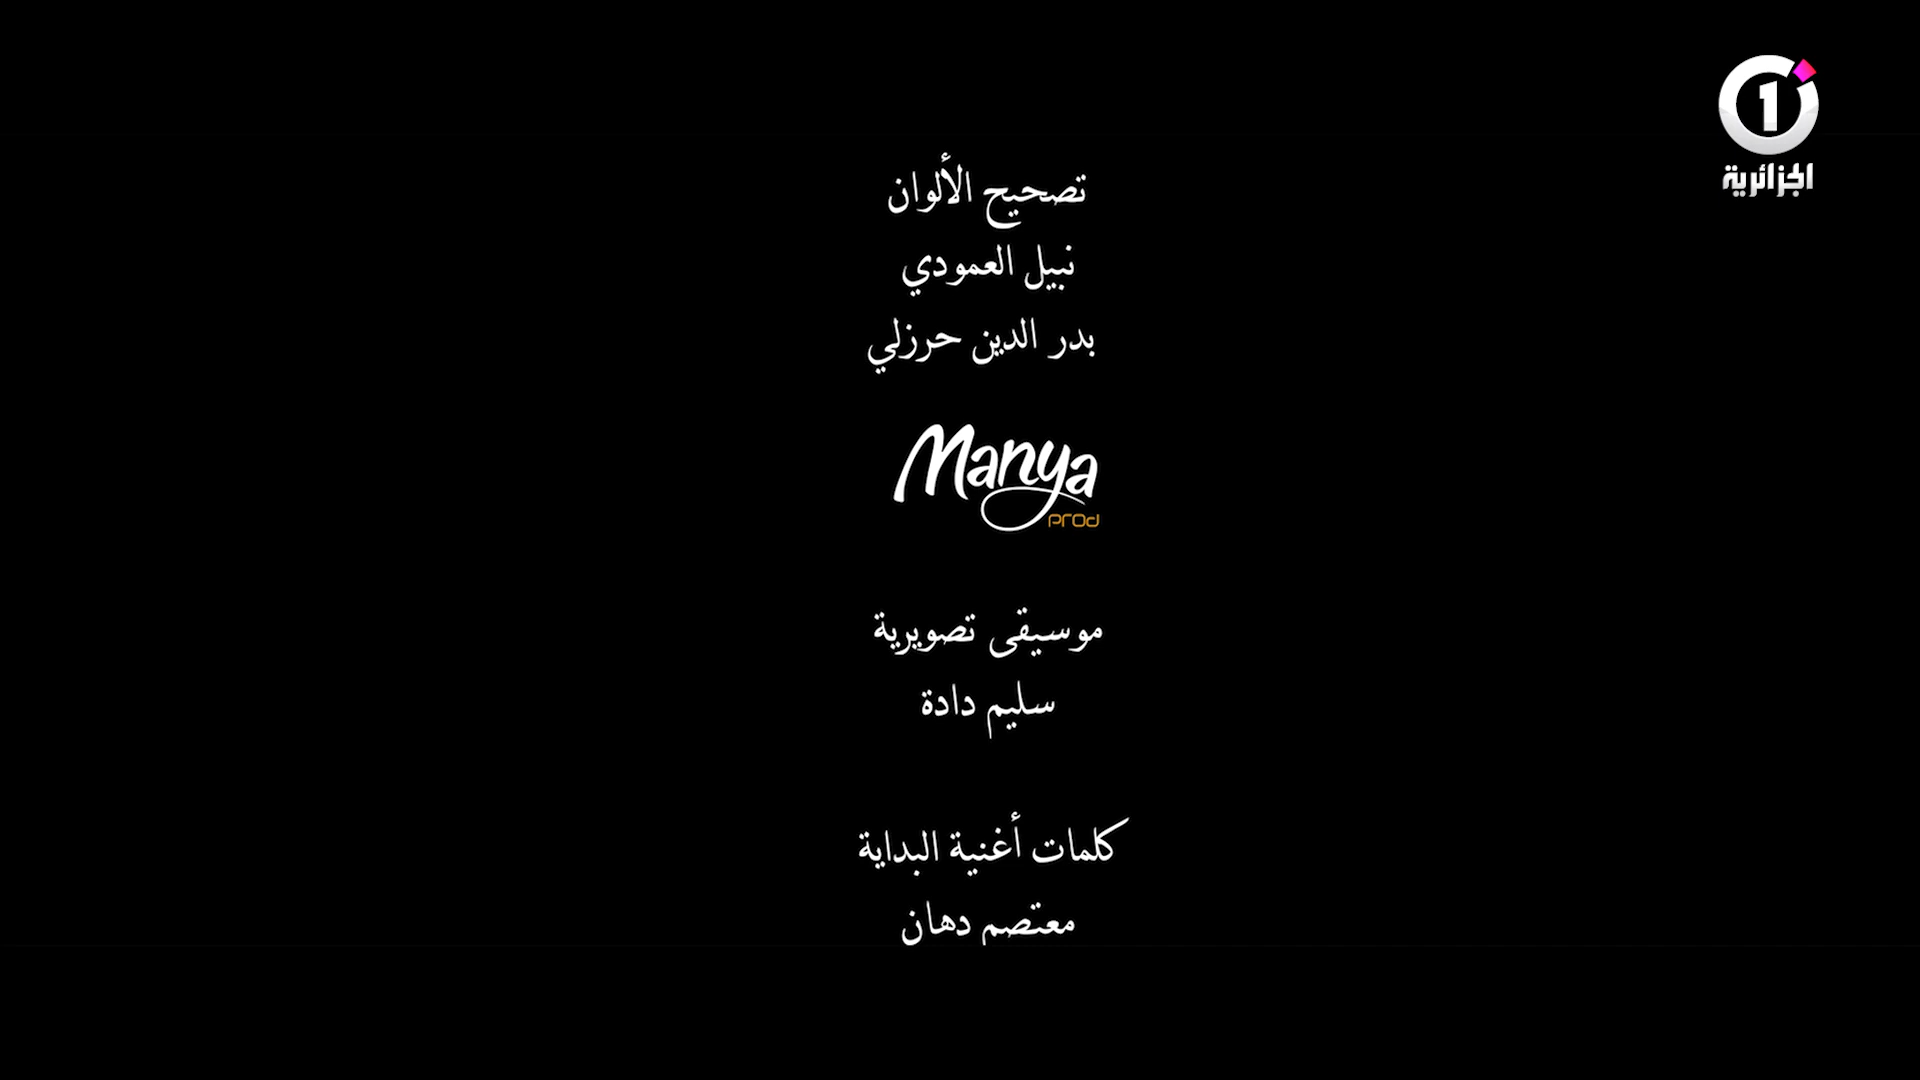 1
الجزائرية
تصحيح الألوان
نبيل العمودي
بدر الدين حرزلي
Manya
prod
موسيقى تصويرية
سليم دادة
كلمات أغنية البداية
معتصم دهان